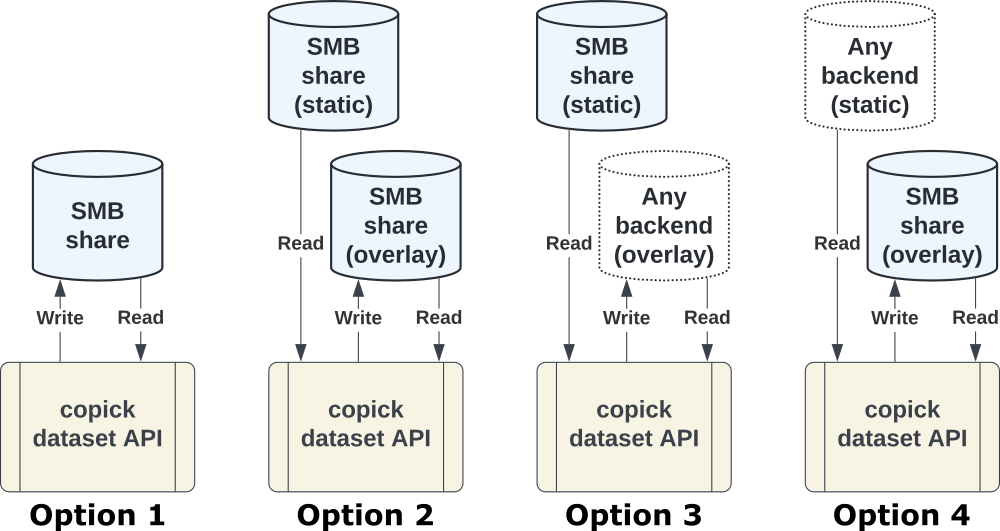 SMB
share
Write
Read
copick
dataset API
Option 1
SMB
share
(static)
Read
SMB
share
(overlay)
Write
Read
copick
dataset API
Option 2
SMB
share
(static)
Read
Any
backend
(overlay)
Write
Read
copick
dataset API
Option 3
Any
backend
(static)
Read
SMB
share
(overlay)
Write
Read
copick
dataset API
Option 4